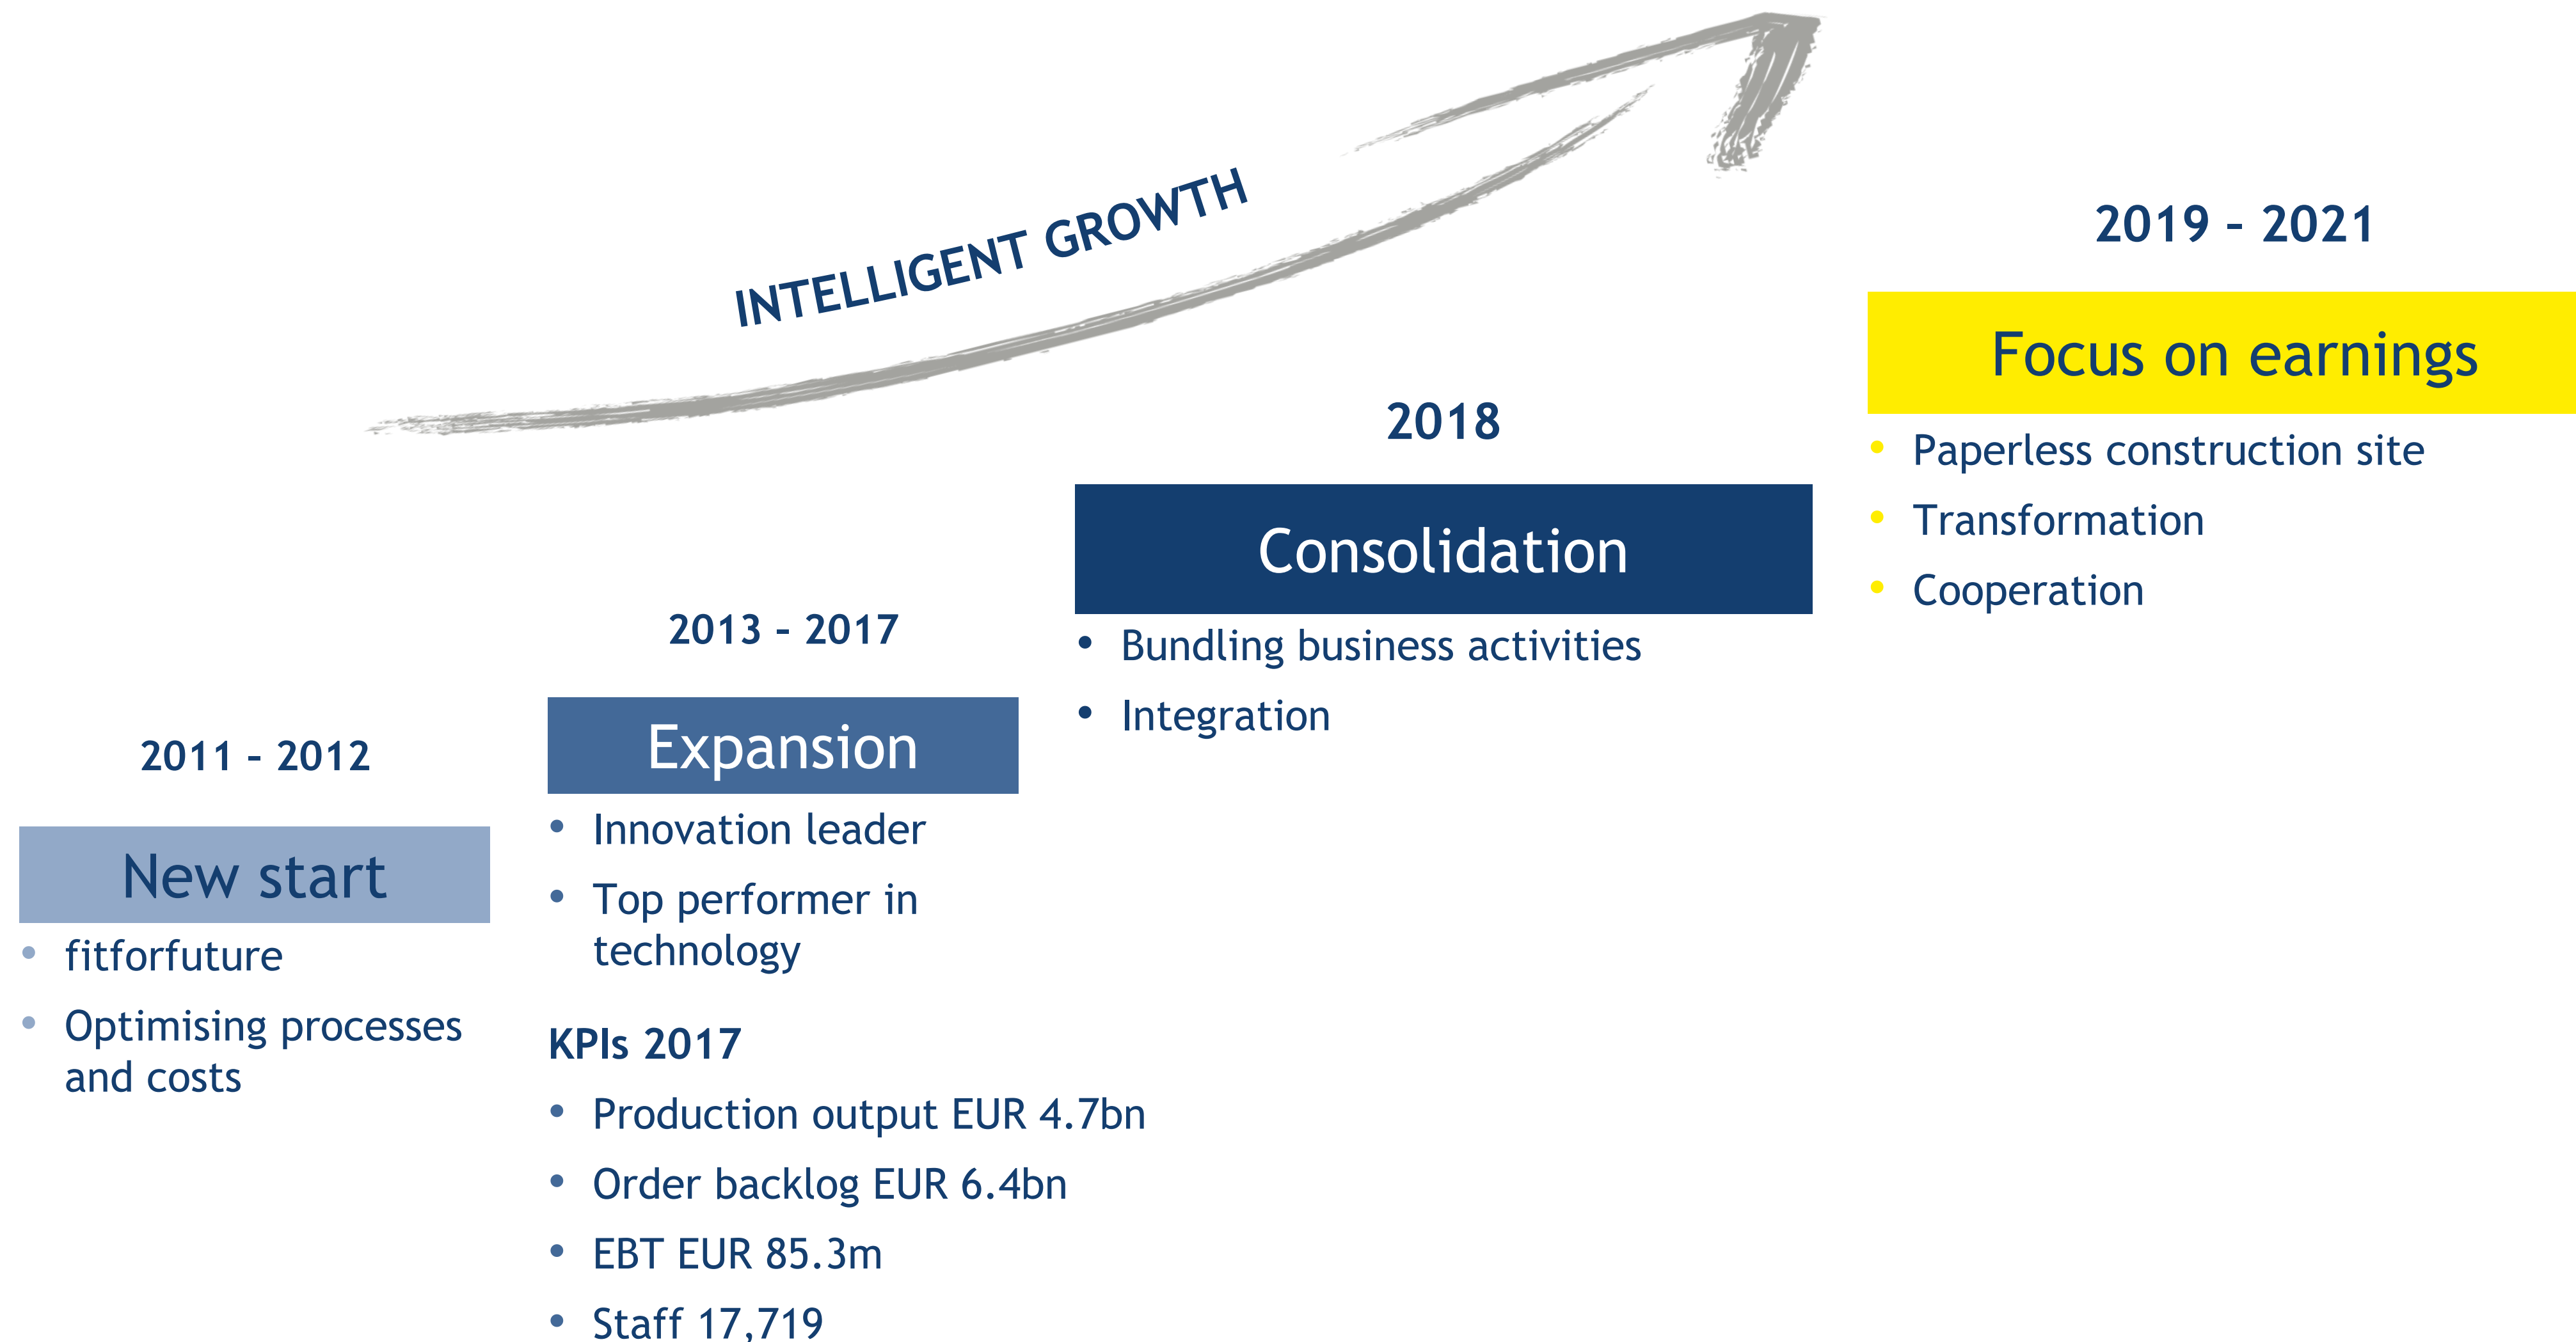 INTELLIGENT GROWTH
2011 – 2012
New start
• fitforfuture
• Optimising processes
and costs
2013 – 2017
Expansion
• Innovation leader
• Top performer in
technology
KPIs 2017
• Production output EUR 4.7bn
• Order backlog EUR 6.4bn
• EBT EUR 85.3m
• Staff 17,719
2018
Consolidation
• Bundling business activities
• Integration
2019 – 2021
Focus on earnings
• Paperless construction site
• Transformation
• Cooperation